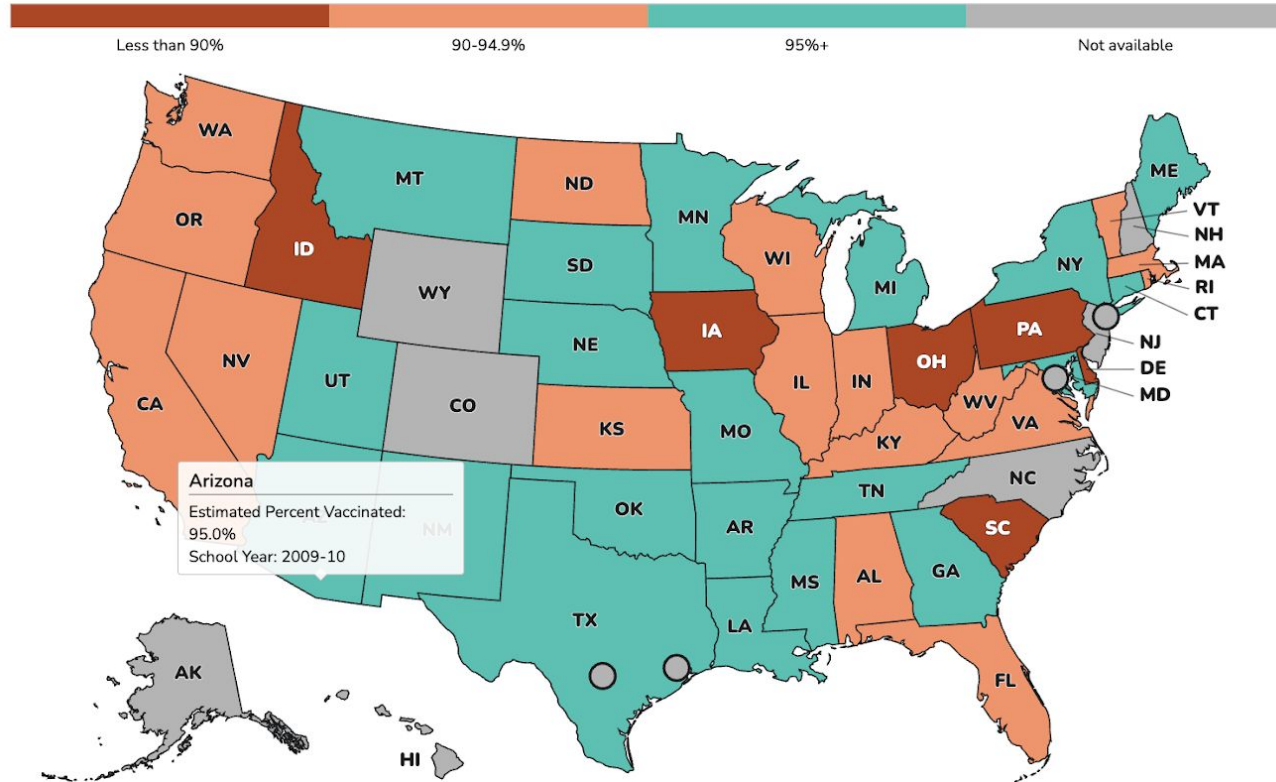 Less than 90%
90-94.9%
95%+
Not available
WA
OR
ID
MT
ND
MN
ME
VT
NH
MA
RI
CT
NJ
DE
MD
NY
WI
MI
SD
WY
IA
PA
NE
NV
UT
CO
CA
IL
IN
OH
WV
VA
KS
MO
KY
NC
TN
Arizona
Estimated Percent Vaccinated:
95.0%
School Year: 2009-10
AZ
NM
OK
AR
SC
MS
AL
GA
TX
LA
FL
AK
HI